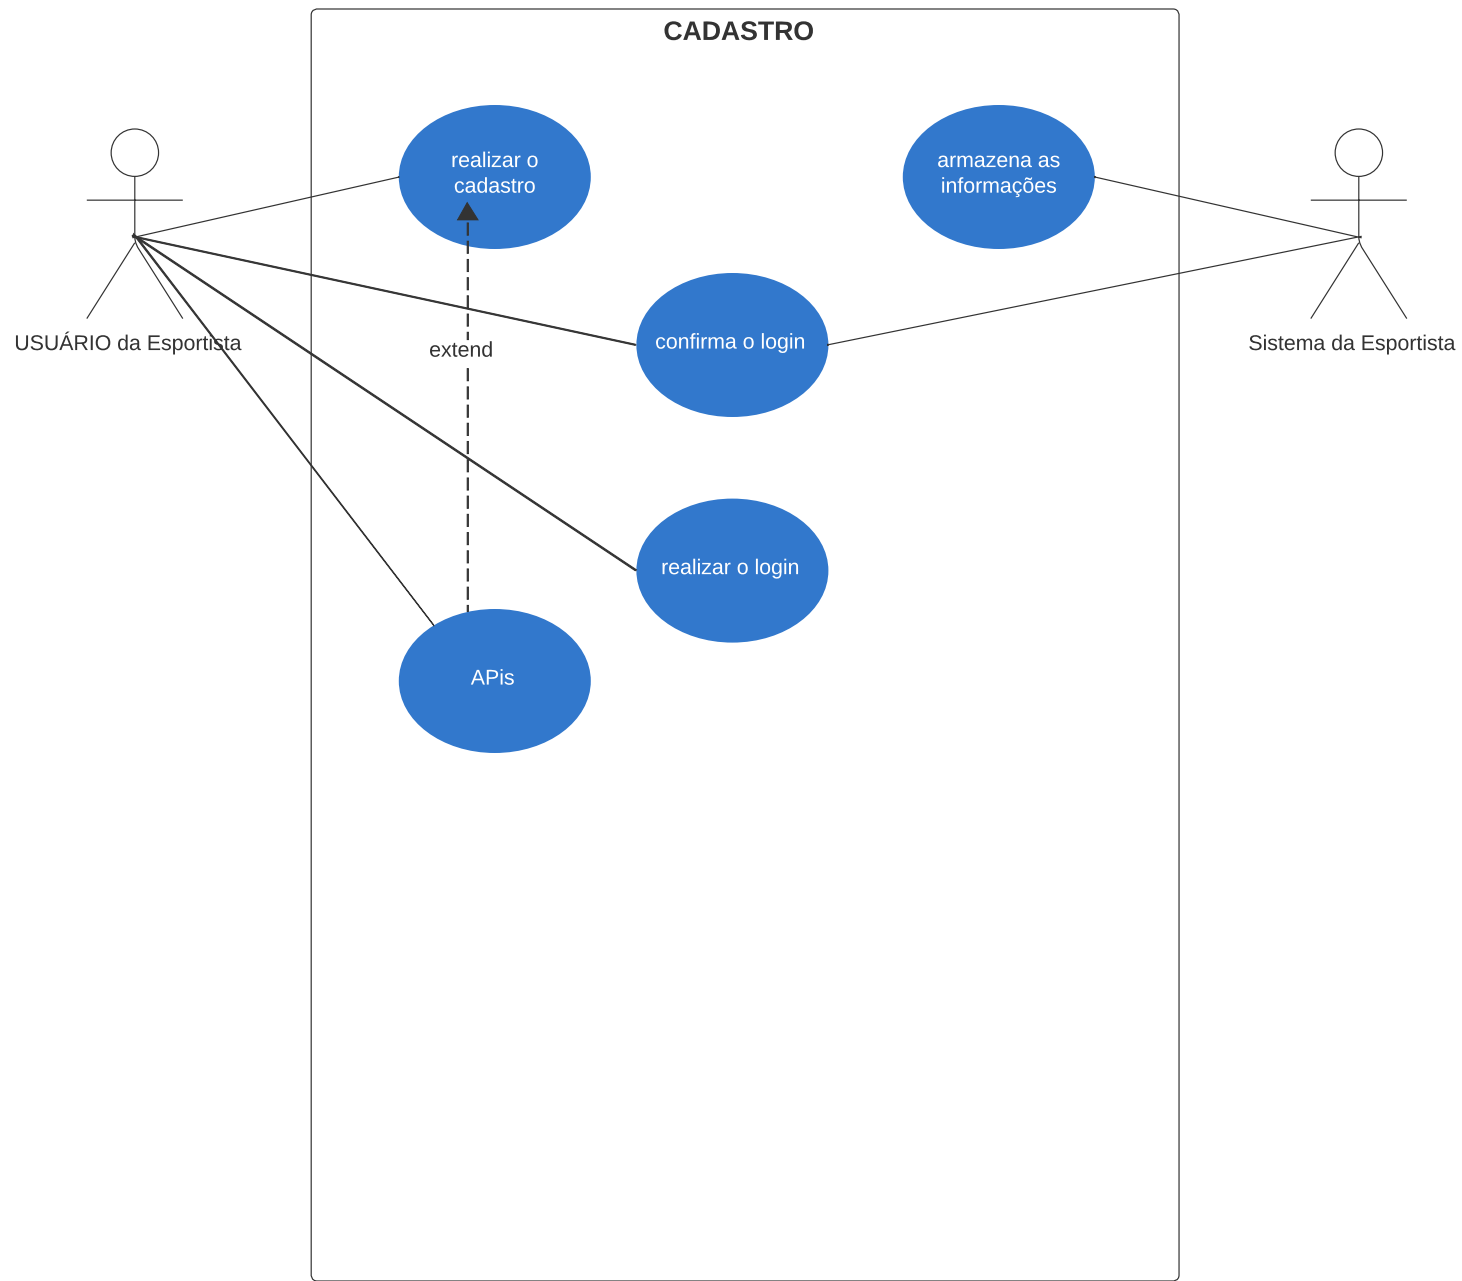 CADASTRO
realizar o
cadastro
armazena as
informações
USUÁRIO da Esportista
extend
confirma o login
Sistema da Esportista
realizar o login
APis